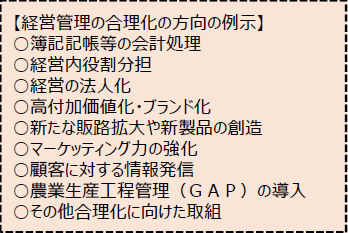 【経営管理の合理化の方向の例示】
○簿記記帳等の会計処理
○経営内役割分担
○経営の法人化
○高付加価値化・ブランド化
○新たな販路拡大や新製品の創造
○マーケッティング力の強化
○顧客に対する情報発信
○農業生産工程管理（ＧＡＰ）の導入
○その他合理化に向けた取組